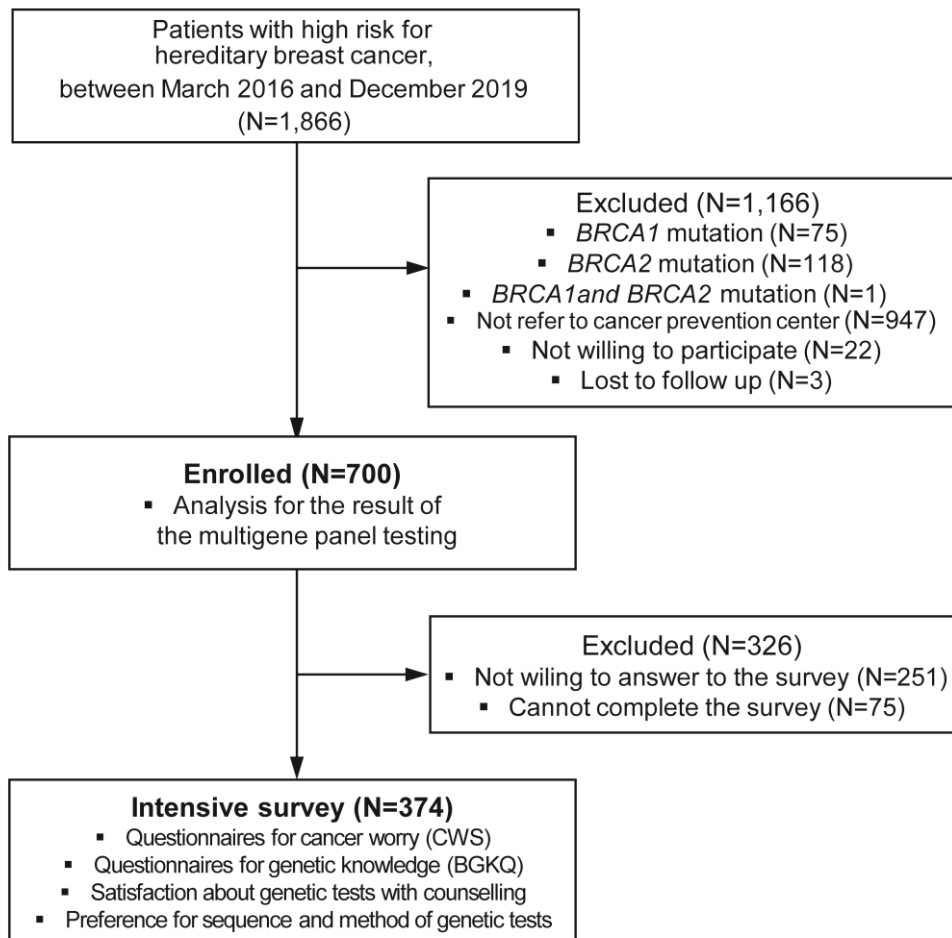 Patients with high risk for
hereditary breast cancer,
between March 2016 and December 2019
(N=1,866)
Excluded (N=1,166)
▪ BRCA1 mutation (N=75)
▪ BRCA2 mutation (N=118)
▪ BRCA1and BRCA2 mutation (N=1)
▪ Not refer to cancer prevention center (N=947)
▪ Not willing to participate (N=22)
▪ Lost to follow up (N=3)
Enrolled (N=700)
▪ Analysis for the result of
the multigene panel testing
Excluded (N=326)
▪ Not wiling to answer to the survey (N=251)
▪ Cannot complete the survey (N=75)
Intensive survey (N=374)
▪ Questionnaires for cancer worry (CWS)
▪ Questionnaires for genetic knowledge (BGKQ)
▪ Satisfaction about genetic tests with counselling
▪ Preference for sequence and method of genetic tests